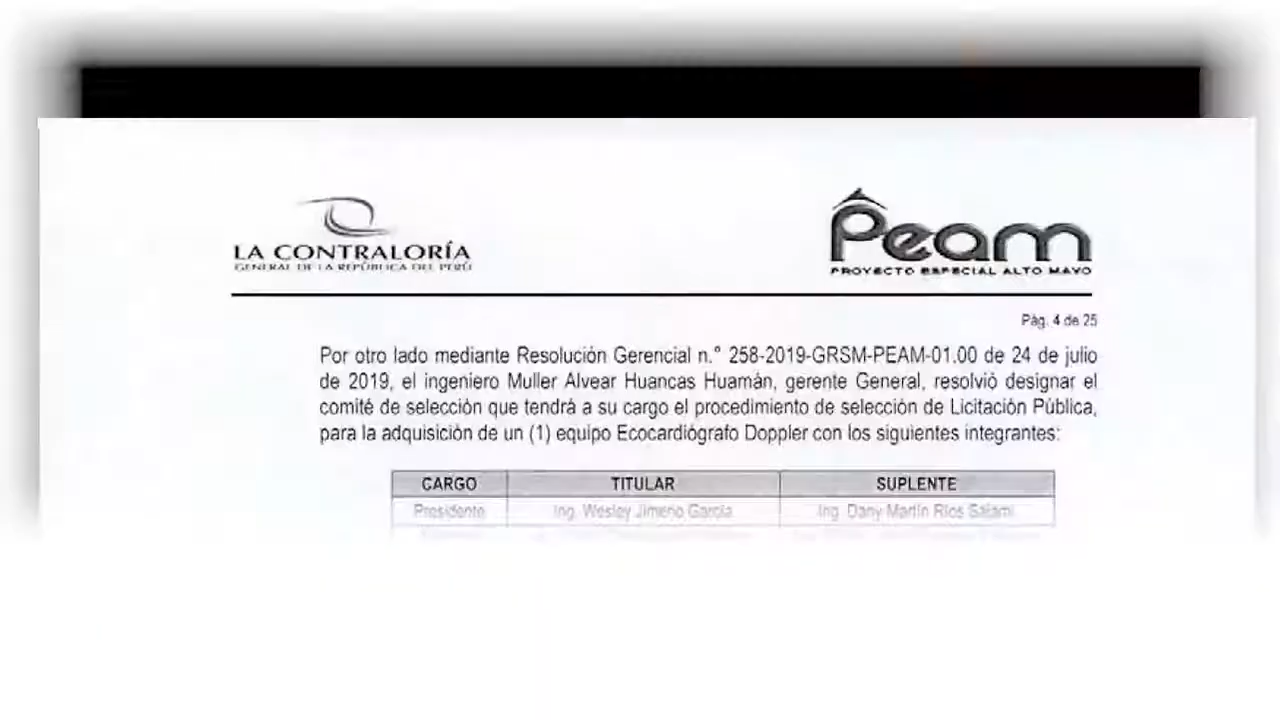 LA CONTRALORÍA
GENERAL DE LA REPÚBLICA DEL PERÚ
Peam
PROYECTO ESPECIAL ALTO MAYO
Pág. 4 de 25
Por otro lado mediante Resolución Gerencial n.° 258-2019-GRSM-PEAM-01.00 de 24 de julio
de 2019, el ingeniero Muller Alvear Huancas Huamán, gerente General, resolvió designar el
comité de selección que tendrá a su cargo el procedimiento de selección de Licitación Pública,
para la adquisición de un (1) equipo Ecocardiógrafo Doppler con los siguientes integrantes:
CARGO TITULAR SUPLENTE
Presidente Ing. Wesley Jimeno García Ing. Dany Martín Ríos Salami